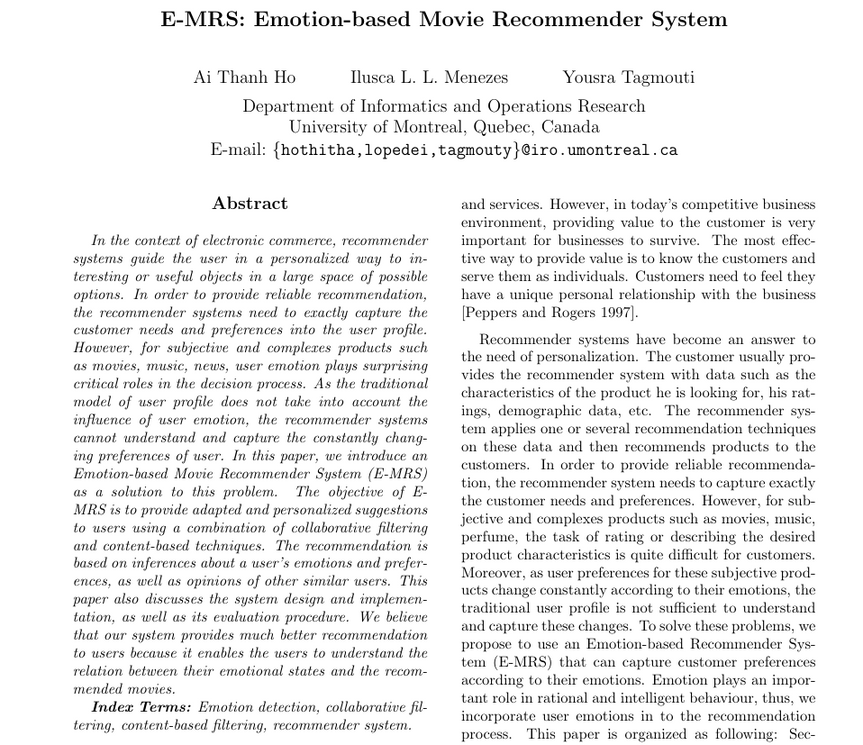 E-MRS: Emotion-based Movie Recommender System
Ai Thanh Ho Ilusca L. L. Menezes Yousra Tagmouti
Department of Informatics and Operations Research
University of Montreal, Quebec, Canada
E-mail: {hothitha,lopedei,tagmouty}@iro.umontreal.ca
Abstract
In the context of electronic commerce, recommender
systems guide the user in a personalized way to in-
teresting or useful objects in a large space of possible
options. In order to provide reliable recommendation,
the recommender systems need to exactly capture the
customer needs and preferences into the user profile.
However, for subjective and complexes products such
as movies, music, news, user emotion plays surprising
critical roles in the decision process. As the traditional
model of user profile does not take into account the
influence of user emotion, the recommender systems
cannot understand and capture the constantly chang-
ing preferences of user. In this paper, we introduce an
Emotion-based Movie Recommender System (E-MRS)
as a solution to this problem. The objective of E-
MRS is to provide adapted and personalized suggestions
to users using a combination of collaborative filtering
and content-based techniques. The recommendation is
based on inferences about a user's emotions and prefer-
ences, as well as opinions of other similar users. This
paper also discusses the system design and implemen-
tation, as well as its evaluation procedure. We believe
that our system provides much better recommendation
to users because it enables the users to understand the
relation between their emotional states and the recom-
mended movies.
Index Terms: Emotion detection, collaborative fil-
tering, content-based filtering, recommender system.
and services. However, in today's competitive business
environment, providing value to the customer is very
important for businesses to survive. The most effec-
tive way to provide value is to know the customers and
serve them as individuals. Customers need to feel they
have a unique personal relationship with the business
[Peppers and Rogers 1997].
Recommender systems have become an answer to
the need of personalization. The customer usually pro-
vides the recommender system with data such as the
characteristics of the product he is looking for, his rat-
ings, demographic data, etc. The recommender sys-
tem applies one or several recommendation techniques
on these data and then recommends products to the
customers. In order to provide reliable recommenda-
tion, the recommender system needs to capture exactly
the customer needs and preferences. However, for sub-
jective and complexes products such as movies, music,
perfume, the task of rating or describing the desired
product characteristics is quite difficult for customers.
Moreover, as user preferences for these subjective prod-
ucts change constantly according to their emotions, the
traditional user profile is not sufficient to understand
and capture these changes. To solve these problems, we
propose to use an Emotion-based Recommender Sys-
tem (E-MRS) that can capture customer preferences
according to their emotions. Emotion plays an impor-
tant role in rational and intelligent behaviour, thus, we
incorporate user emotions in to the recommendation
process. This paper is organized as following: Sec-